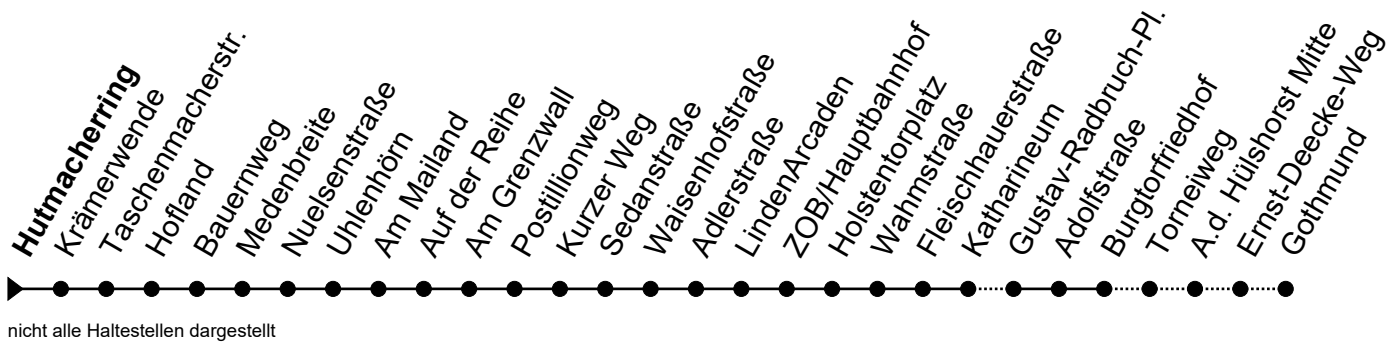 Hutmacherring
Krämerwende
Taschenmacherstr.
Hofland
Bauernweg
Medenbreite
Nuelsenstraße
Uhlenhörn
Am Mailand
Auf der Reihe
Am Grenzwall
Postillionweg
Kurzer Weg
Sedanstraße
Waisenhofstraße
Adlerstraße
LindenArcaden
ZOB/Hauptbahnhof
Holstentorplatz
Wahmstraße
Fleischhauerstraße
Katharineum
Gustav-Radbruch-Pl.
Adolfstraße
Burgtorfriedhof
Torneiweg
A.d. Hülshorst Mitte
Ernst-Deecke-Weg
Gothmund
nicht alle Haltestellen dargestellt